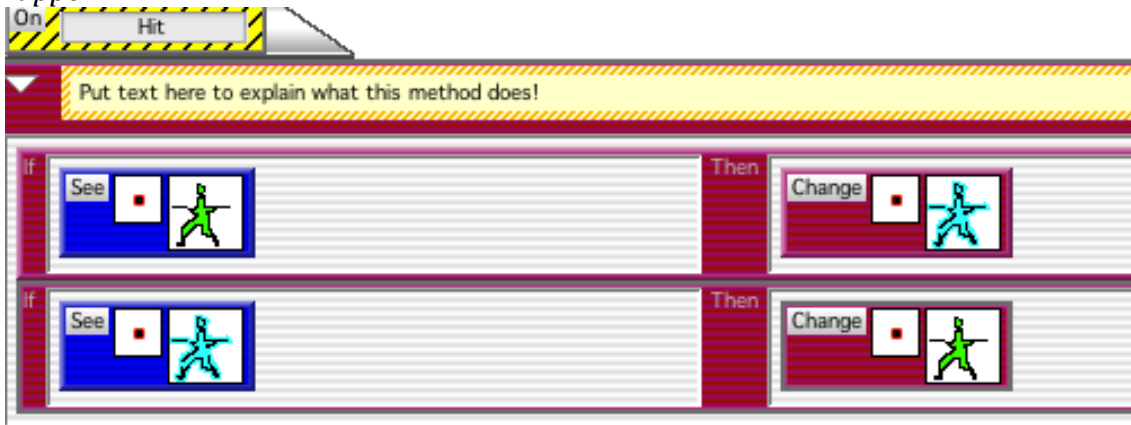 On
Hit
Put text here to explain what this method does!
If
See
Then
Change
If
See
Then
Change